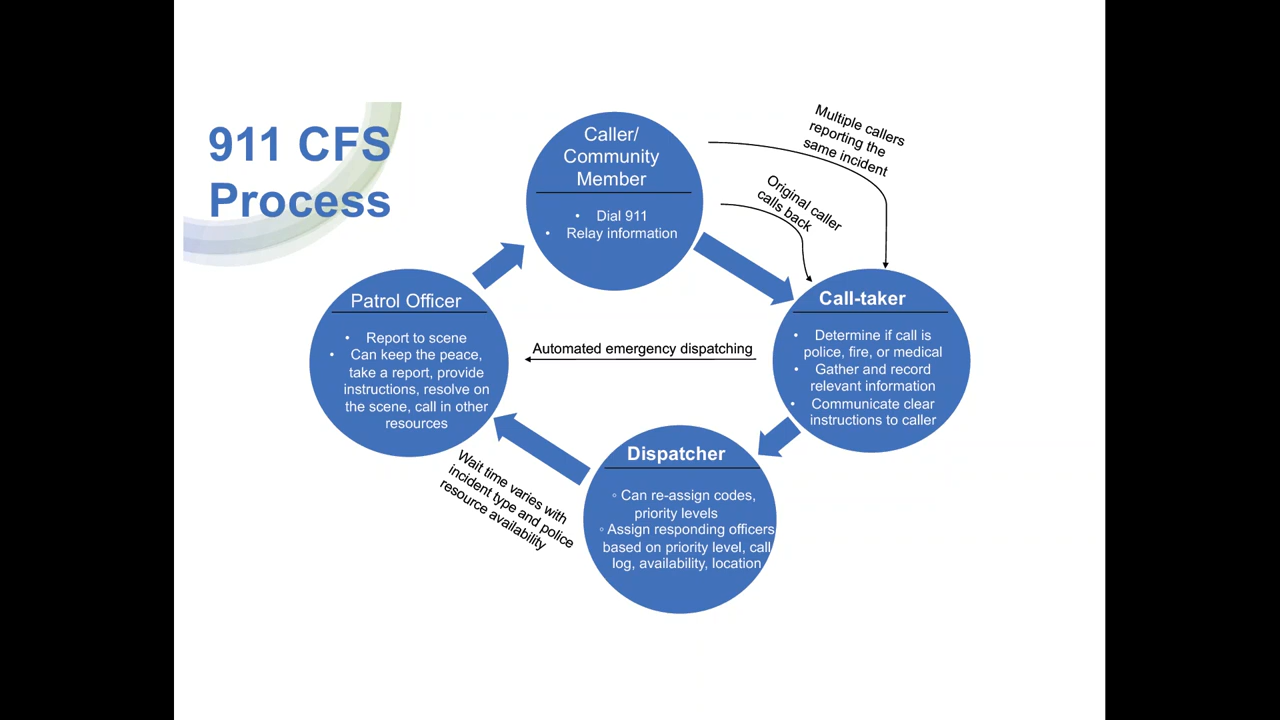 911 CFS
Process
Caller/
Community
Member
• Dial 911
• Relay information
Multiple callers
reporting the
same incident
Original caller
calls back
Call-taker
• Determine if call is
police, fire, or medical
• Gather and record
relevant information
• Communicate clear
instructions to caller
Automated emergency dispatching
Patrol Officer
• Report to scene
• Can keep the peace,
take a report, provide
instructions, resolve on
the scene, call in other
resources
Dispatcher
◦ Can re-assign codes,
priority levels
◦ Assign responding officers
based on priority level, call
log, availability, location
Wait time varies with
incident type and police
resource availability